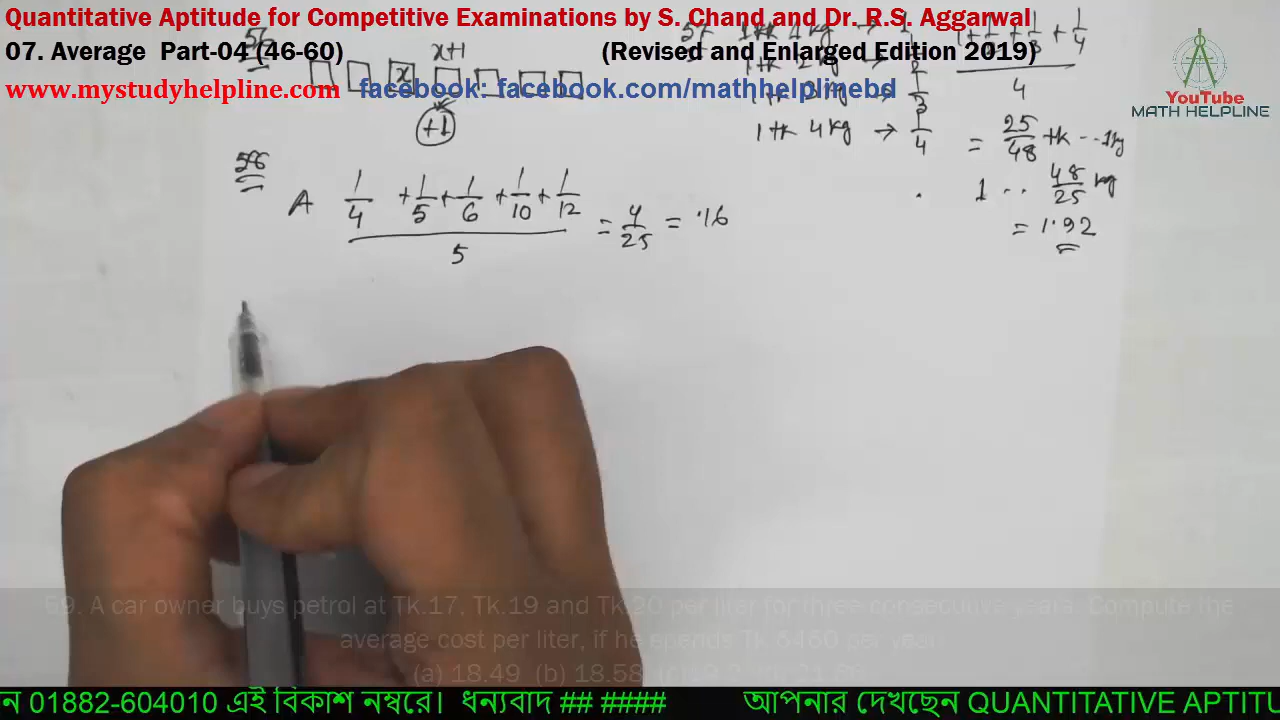 Quantitative Aptitude for Competitive Examinations by S. Chand and Dr. R.S. Aggarwal
07. Average Part-04 (46-60) (Revised and Enlarged Edition 2019)
www.mystudyhelpline.com facebook: facebook.com/mathhelplinebd
YouTube
MATH HELPLINE
x+1
x
+1
1 tk 4 kg → 1/4
= 25/48 tk
1 .. 48/25 kg
= 1.92
58
A 1/4 + 1/5 + 1/6 + 1/10 + 1/12
5
= 4/25 = .16
59. A car owner buys petrol at Tk.17, Tk.19 and Tk.20 per liter for three consecutive years. Compute the
average cost per liter, if he spends Tk 6460 per year.
(a) 18.49 (b) 18.58
ন 01882-604010 এই বিকাশ নম্বরে। ধন্যবাদ ## #### আপনার দেখছেন QUANTITATIVE APTITU